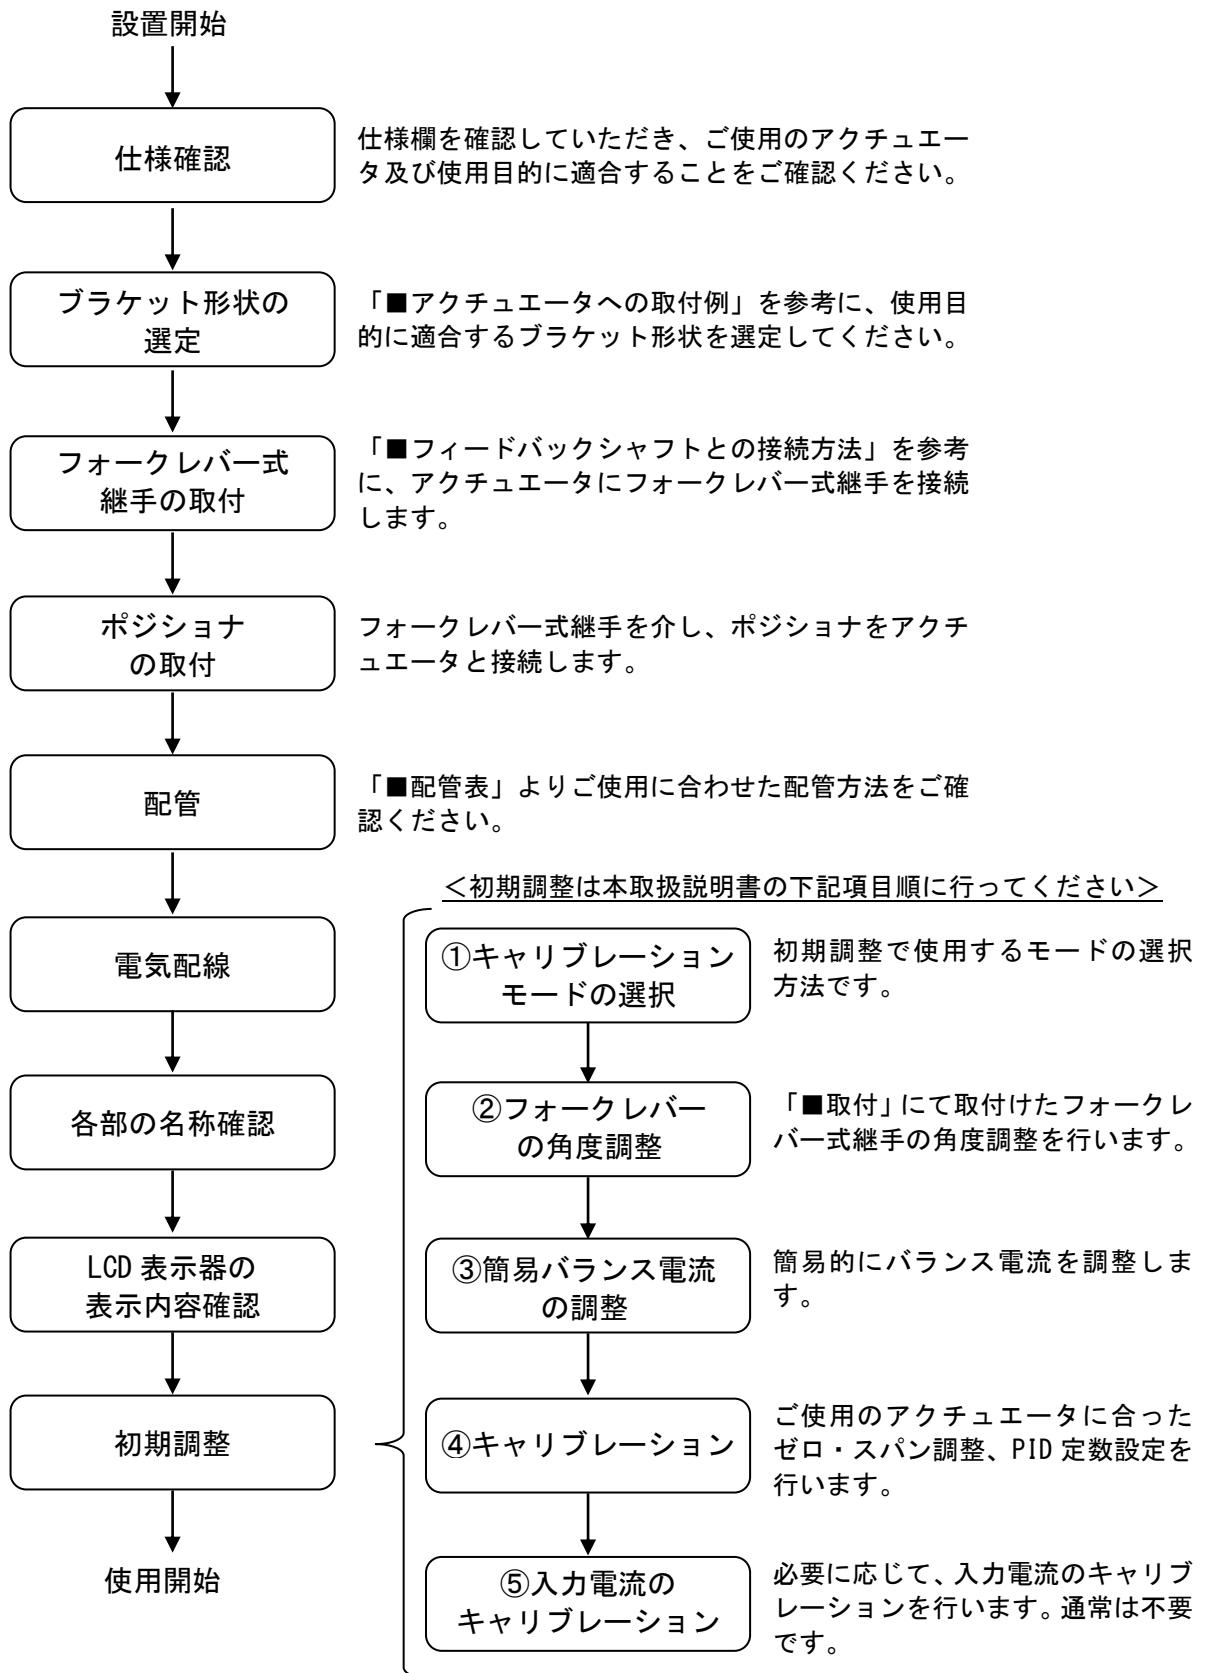 設置開始
仕様確認
仕様欄を確認していただき、ご使用のアクチュエー
タ及び使用目的に適合することをご確認ください。
ブラケット形状の
選定
「■アクチュエータへの取付例」を参考に、使用目
的に適合するブラケット形状を選定してください。
フォークレバー式
継手の取付
「■フィードバックシャフトとの接続方法」を参考
に、アクチュエータにフォークレバー式継手を接続
します。
ポジショナ
の取付
フォークレバー式継手を介し、ポジショナをアクチ
ュエータと接続します。
配管
「■配管表」よりご使用に合わせた配管方法をご確
認ください。
電気配線
各部の名称確認
LCD 表示器の
表示内容確認
初期調整
使用開始
＜初期調整は本取扱説明書の下記項目順に行ってください＞
①キャリブレーション
モードの選択
初期調整で使用するモードの選択
方法です。
②フォークレバー
の角度調整
「■取付」にて取付けたフォークレ
バー式継手の角度調整を行います。
③簡易バランス電流
の調整
簡易的にバランス電流を調整しま
す。
④キャリブレーション
ご使用のアクチュエータに合った
ゼロ・スパン調整、PID 定数設定を
行います。
⑤入力電流の
キャリブレーション
必要に応じて、入力電流のキャリブ
レーションを行います。通常は不要
です。